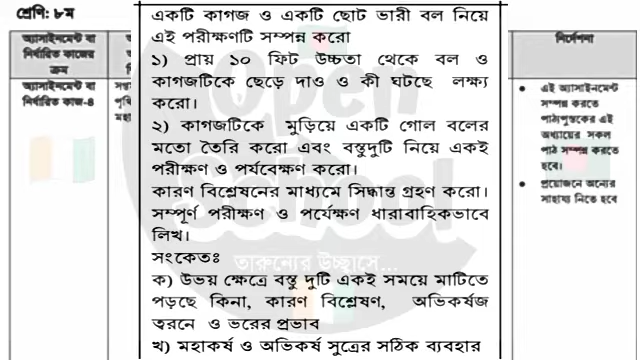 শ্রেণি: ৮ম
অ্যাসাইনমেন্ট বা
নির্ধারিত কাজের
ক্রম
অ্যাসাইনমেন্ট বা
নির্ধারিত কাজ-৪
একটি কাগজ ও একটি ছোট ভারী বল নিয়ে
এই পরীক্ষণটি সম্পন্ন করো
১) প্রায় ১০ ফিট উচ্চতা থেকে বল ও
কাগজটিকে ছেড়ে দাও ও কী ঘটছে লক্ষ্য
করো।
২) কাগজটিকে মুড়িয়ে একটি গোল বলের
মতো তৈরি করো এবং বস্তুদুটি নিয়ে একই
পরীক্ষণ ও পর্যবেক্ষণ করো।
কারণ বিশ্লেষনের মাধ্যমে সিদ্ধান্ত গ্রহণ করো।
সম্পূর্ণ পরীক্ষণ ও পর্যেক্ষণ ধারাবাহিকভাবে
লিখ।
সংকেতঃ
ক) উভয় ক্ষেত্রে বস্তু দুটি একই সময়ে মাটিতে
পড়ছে কিনা, কারণ বিশ্লেষণ, অভিকর্ষজ
ত্বরনে ও ভরের প্রভাব
খ) মহাকর্ষ ও অভিকর্ষ সুত্রের সঠিক ব্যবহার
নির্দেশনা
এই অ্যাসাইনমেন্ট
সম্পন্ন করতে
পাঠ্যপুস্তকের এই
অধ্যায়ের সকল
পাঠ সম্পন্ন করতে
হবে।
প্রয়োজনে অন্যের
সাহায্য নিতে হবে
Open
School
তারুন্যের উচ্ছ্বাসে...